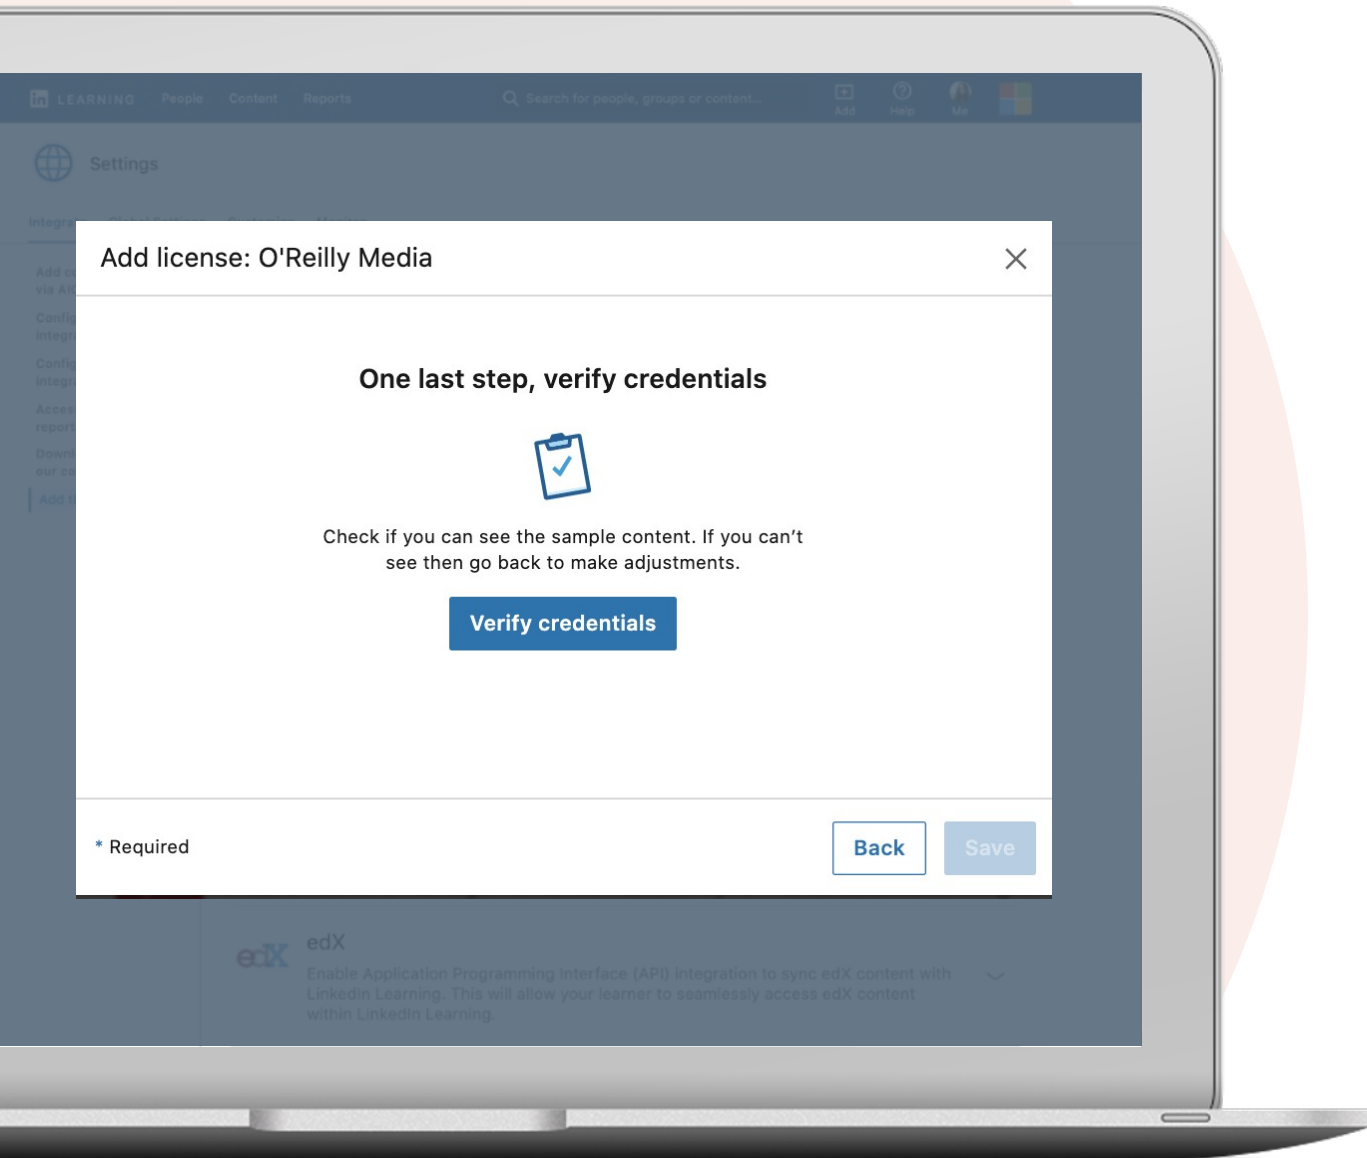 in LEARNING People Content Reports Search for people, groups or content... Add Help Me
Settings
Add license: O'Reilly Media
One last step, verify credentials
Check if you can see the sample content. If you can't
see then go back to make adjustments.
Verify credentials
* Required
Back Save
edX
edX
Enable Application Programming Interface (API) integration to sync edX content with
LinkedIn Learning. This will allow your learner to seamlessly access edX content
within LinkedIn Learning.